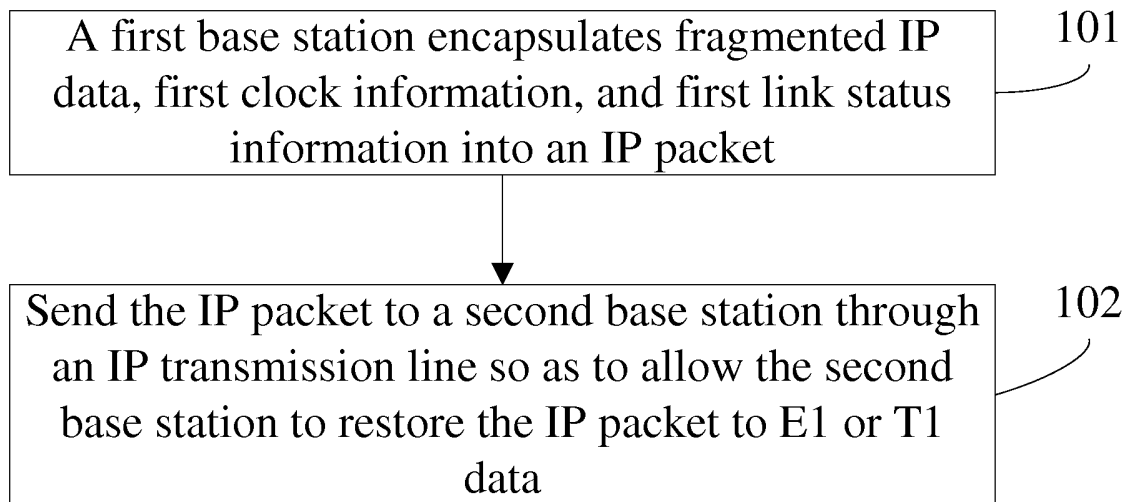 A first base station encapsulates fragmented IP
data, first clock information, and first link status
information into an IP packet
101
Send the IP packet to a second base station through
an IP transmission line so as to allow the second
base station to restore the IP packet to E1 or T1
data
102